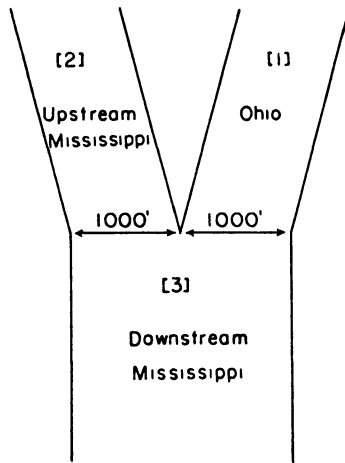 [2]
[1]
Upstream
Mississippi
Ohio
1000'
1000'
[3]
Downstream
Mississippi